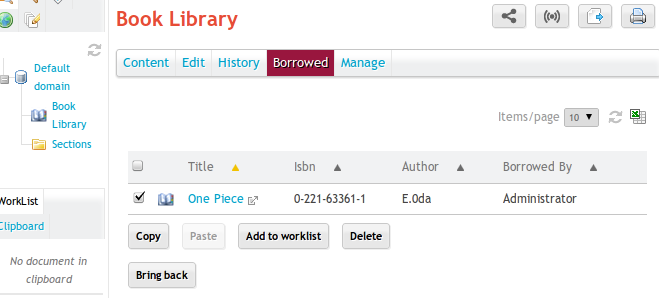 Book Library
Default
domain
Book
Library
Sections
Content Edit History Borrowed Manage
Items/page 10
Title Isbn Author Borrowed By
One Piece 0-221-63361-1 E.Oda Administrator
Copy Paste Add to worklist Delete
Bring back
WorkList
Clipboard
No document in
clipboard